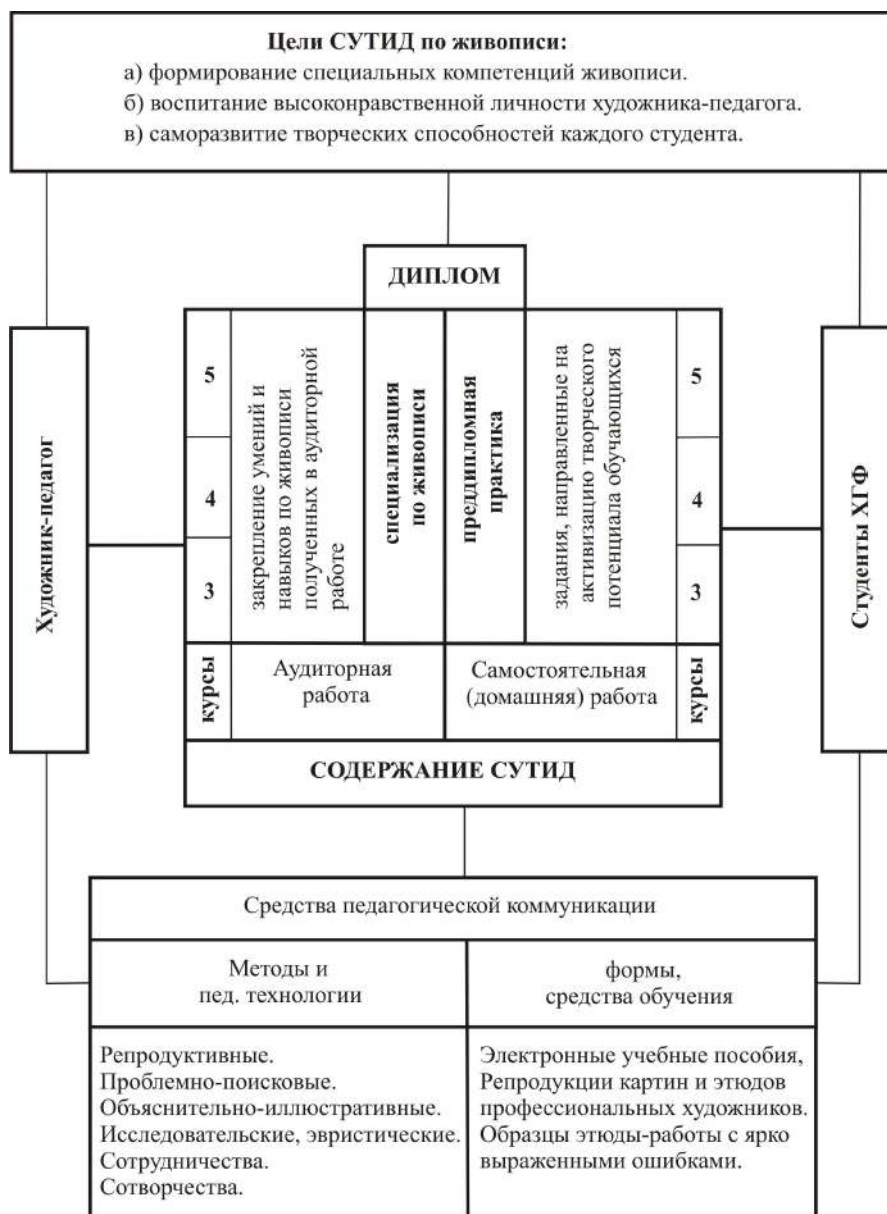 Цели СУТИД по живописи:
а) формирование специальных компетенций живописи.
б) воспитание высоконравственной личности художника-педагога.
в) саморазвитие творческих способностей каждого студента.
ДИПЛОМ
Художник-педагог
5
4
3
курсы
закрепление умений и
навыков по живописи
полученных в аудиторной
работе
специализация
по живописи
преддипломная
практика
задания, направленные на
активизацию творческого
потенциала обучающихся
5
4
3
курсы
Студенты ХГФ
Аудиторная
работа
Самостоятельная
(домашняя) работа
СОДЕРЖАНИЕ СУТИД
Средства педагогической коммуникации
Методы и
пед. технологии
формы,
средства обучения
Репродуктивные.
Проблемно-поисковые.
Объяснительно-иллюстративные.
Исследовательские, эвристические.
Сотрудничества.
Сотворчества.
Электронные учебные пособия,
Репродукции картин и этюдов
профессиональных художников.
Образцы этюды-работы с ярко
выраженными ошибками.